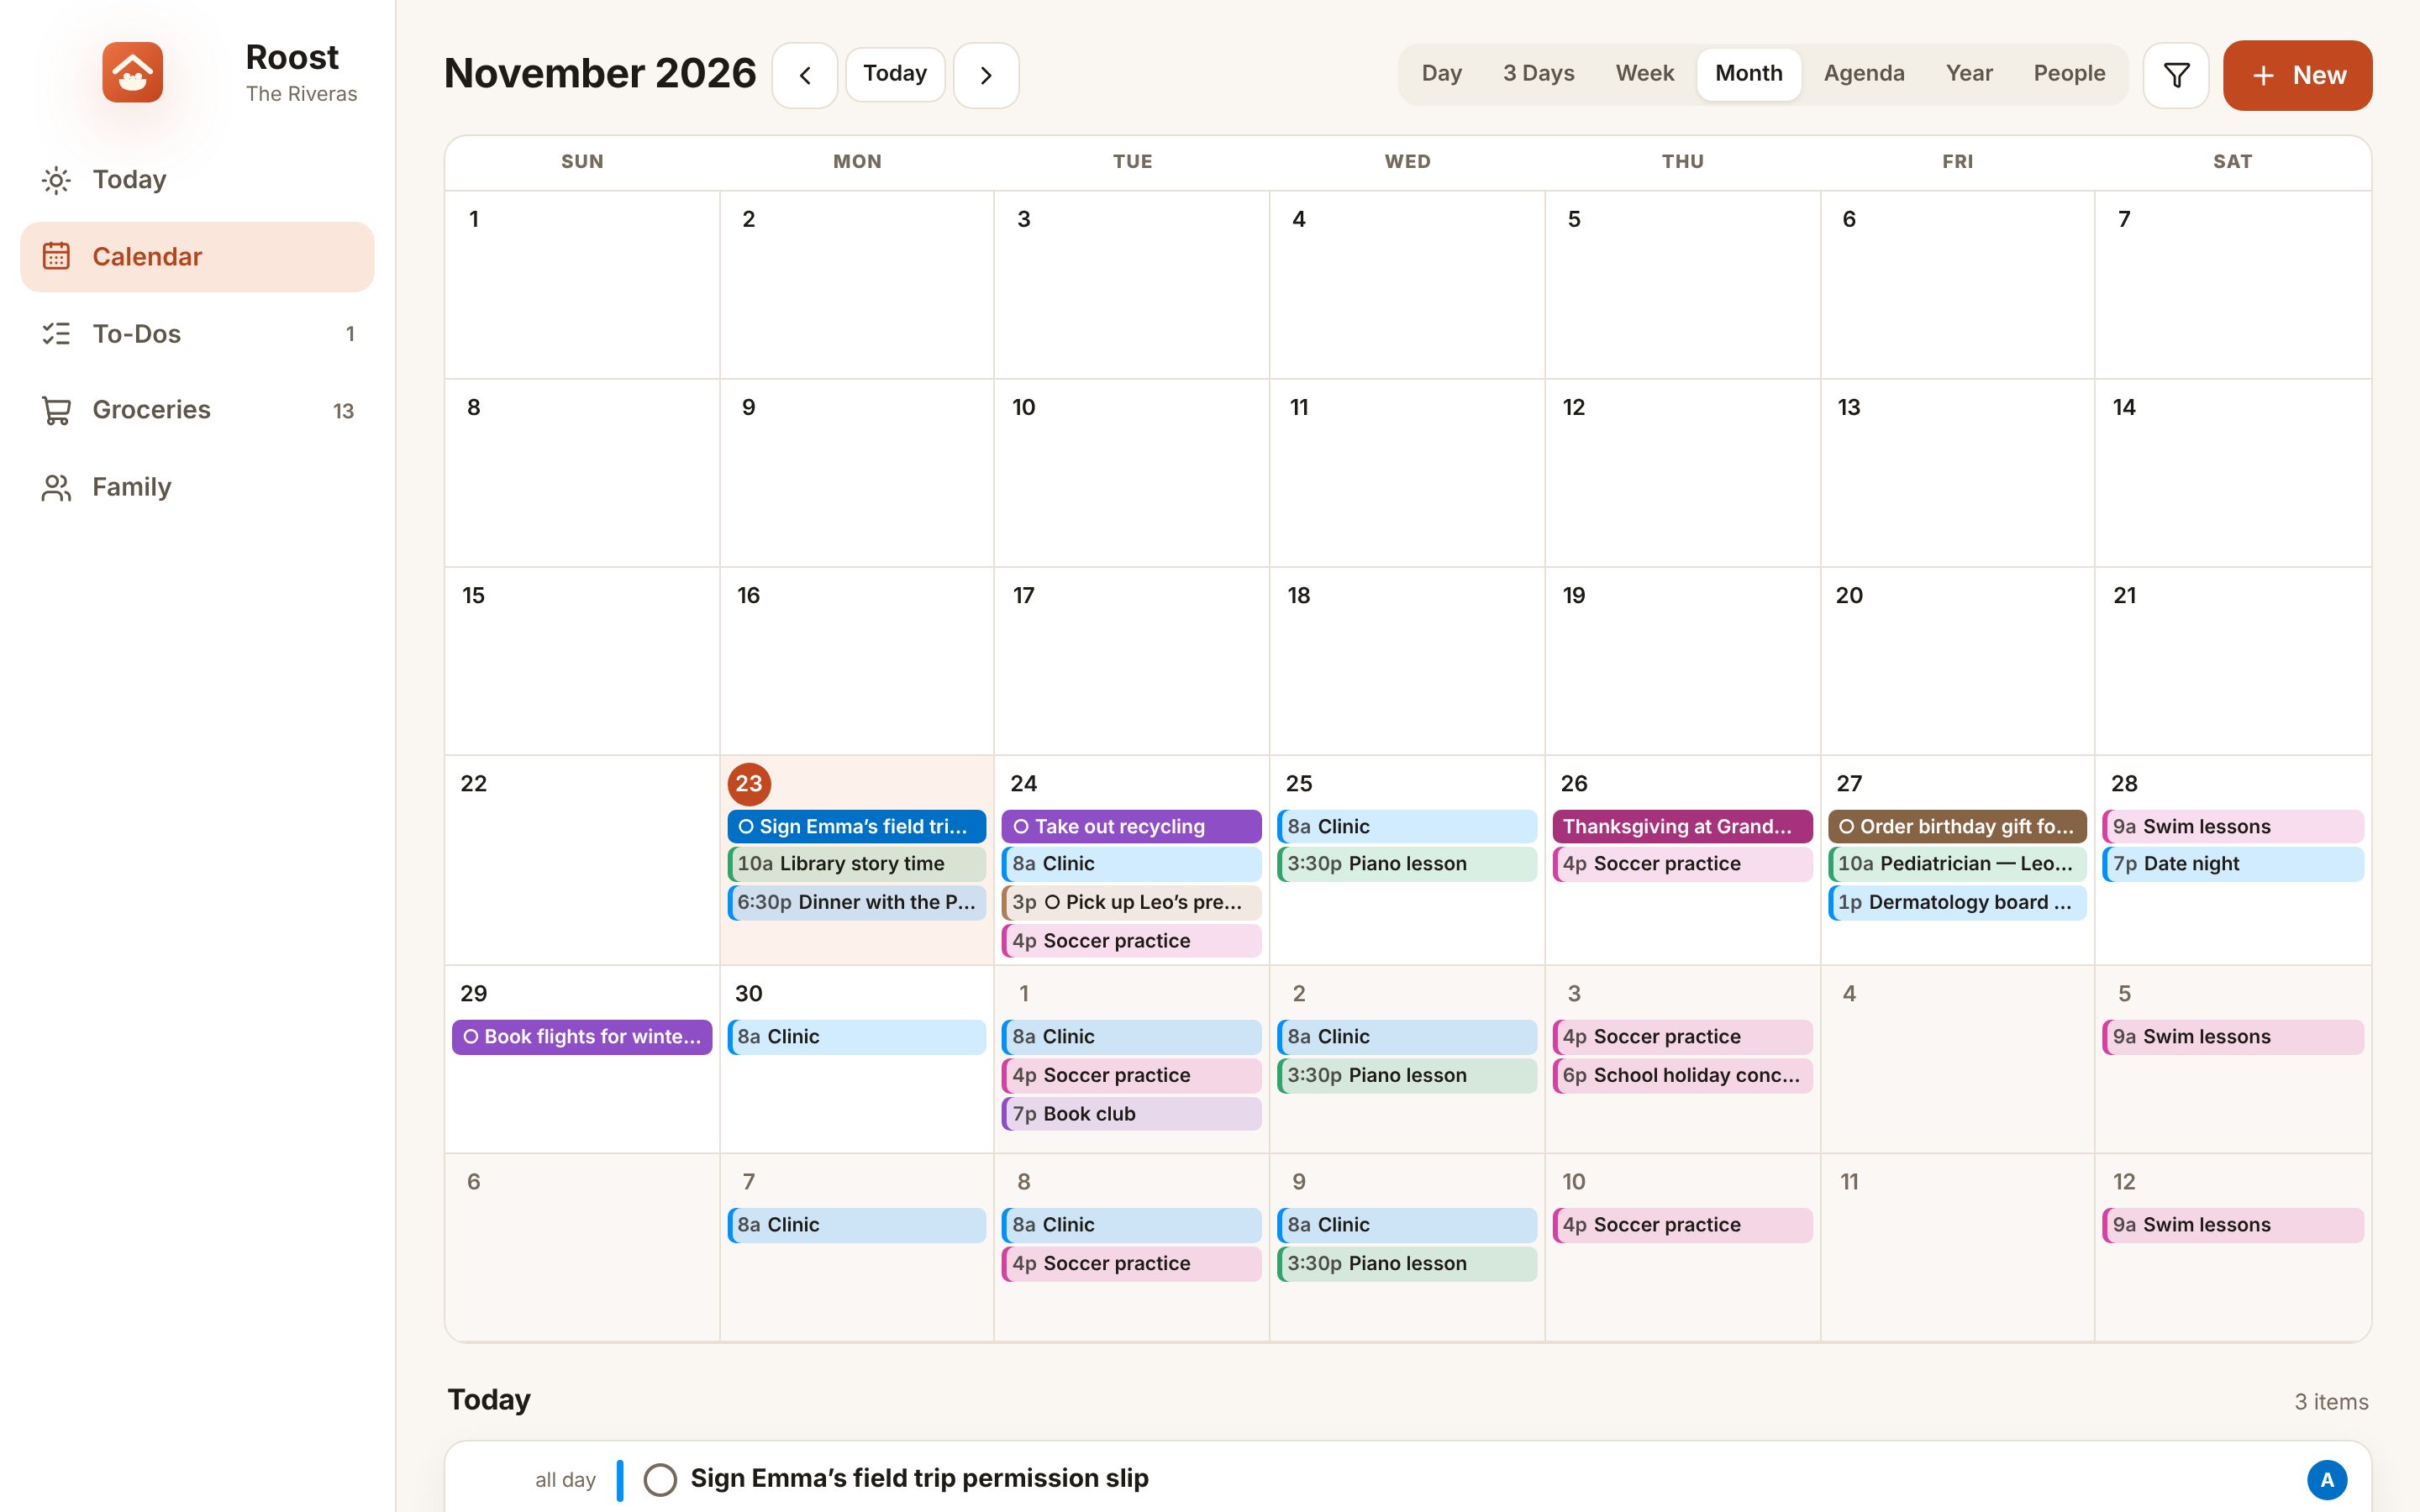 Roost
The Riveras
Today
Calendar
To-Dos 1
Groceries 13
Family
November 2026 Today Day 3 Days Week Month Agenda Year People + New
SUN MON TUE WED THU FRI SAT
1 2 3 4 5 6 7
8 9 10 11 12 13 14
15 16 17 18 19 20 21
22 23 24 25 26 27 28
Sign Emma’s field tri… Take out recycling 8a Clinic Thanksgiving at Grand… Order birthday gift fo… 9a Swim lessons
10a Library story time 8a Clinic 3:30p Piano lesson 4p Soccer practice 10a Pediatrician — Leo… 7p Date night
6:30p Dinner with the P… 3p Pick up Leo’s pre… 1p Dermatology board …
4p Soccer practice
29 30 1 2 3 4 5
Book flights for winte… 8a Clinic 8a Clinic 8a Clinic 4p Soccer practice 9a Swim lessons
4p Soccer practice 3:30p Piano lesson 6p School holiday conc…
7p Book club
6 7 8 9 10 11 12
8a Clinic 8a Clinic 8a Clinic 4p Soccer practice 9a Swim lessons
4p Soccer practice 3:30p Piano lesson
Today 3 items
all day Sign Emma’s field trip permission slip A